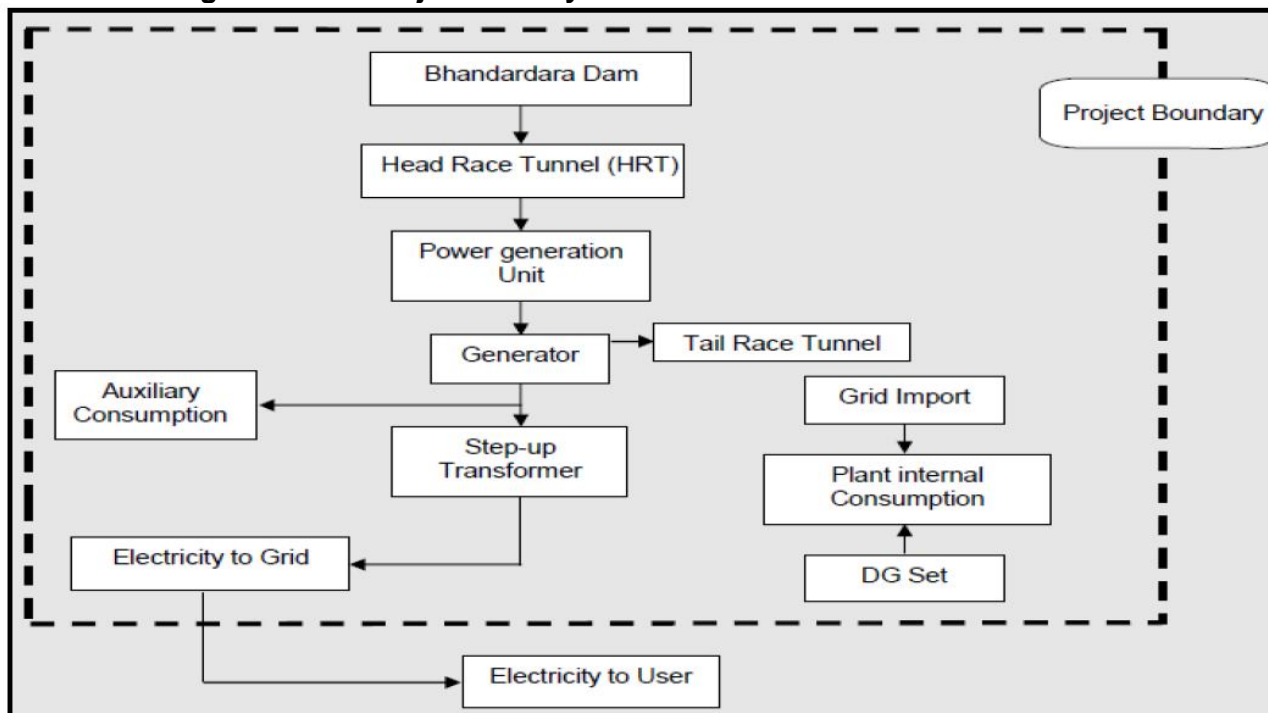 Bhandardara Dam
Project Boundary
Head Race Tunnel (HRT)
Power generation
Unit
Generator
Tail Race Tunnel
Auxiliary
Consumption
Grid Import
Step-up
Transformer
Plant internal
Consumption
Electricity to Grid
DG Set
Electricity to User